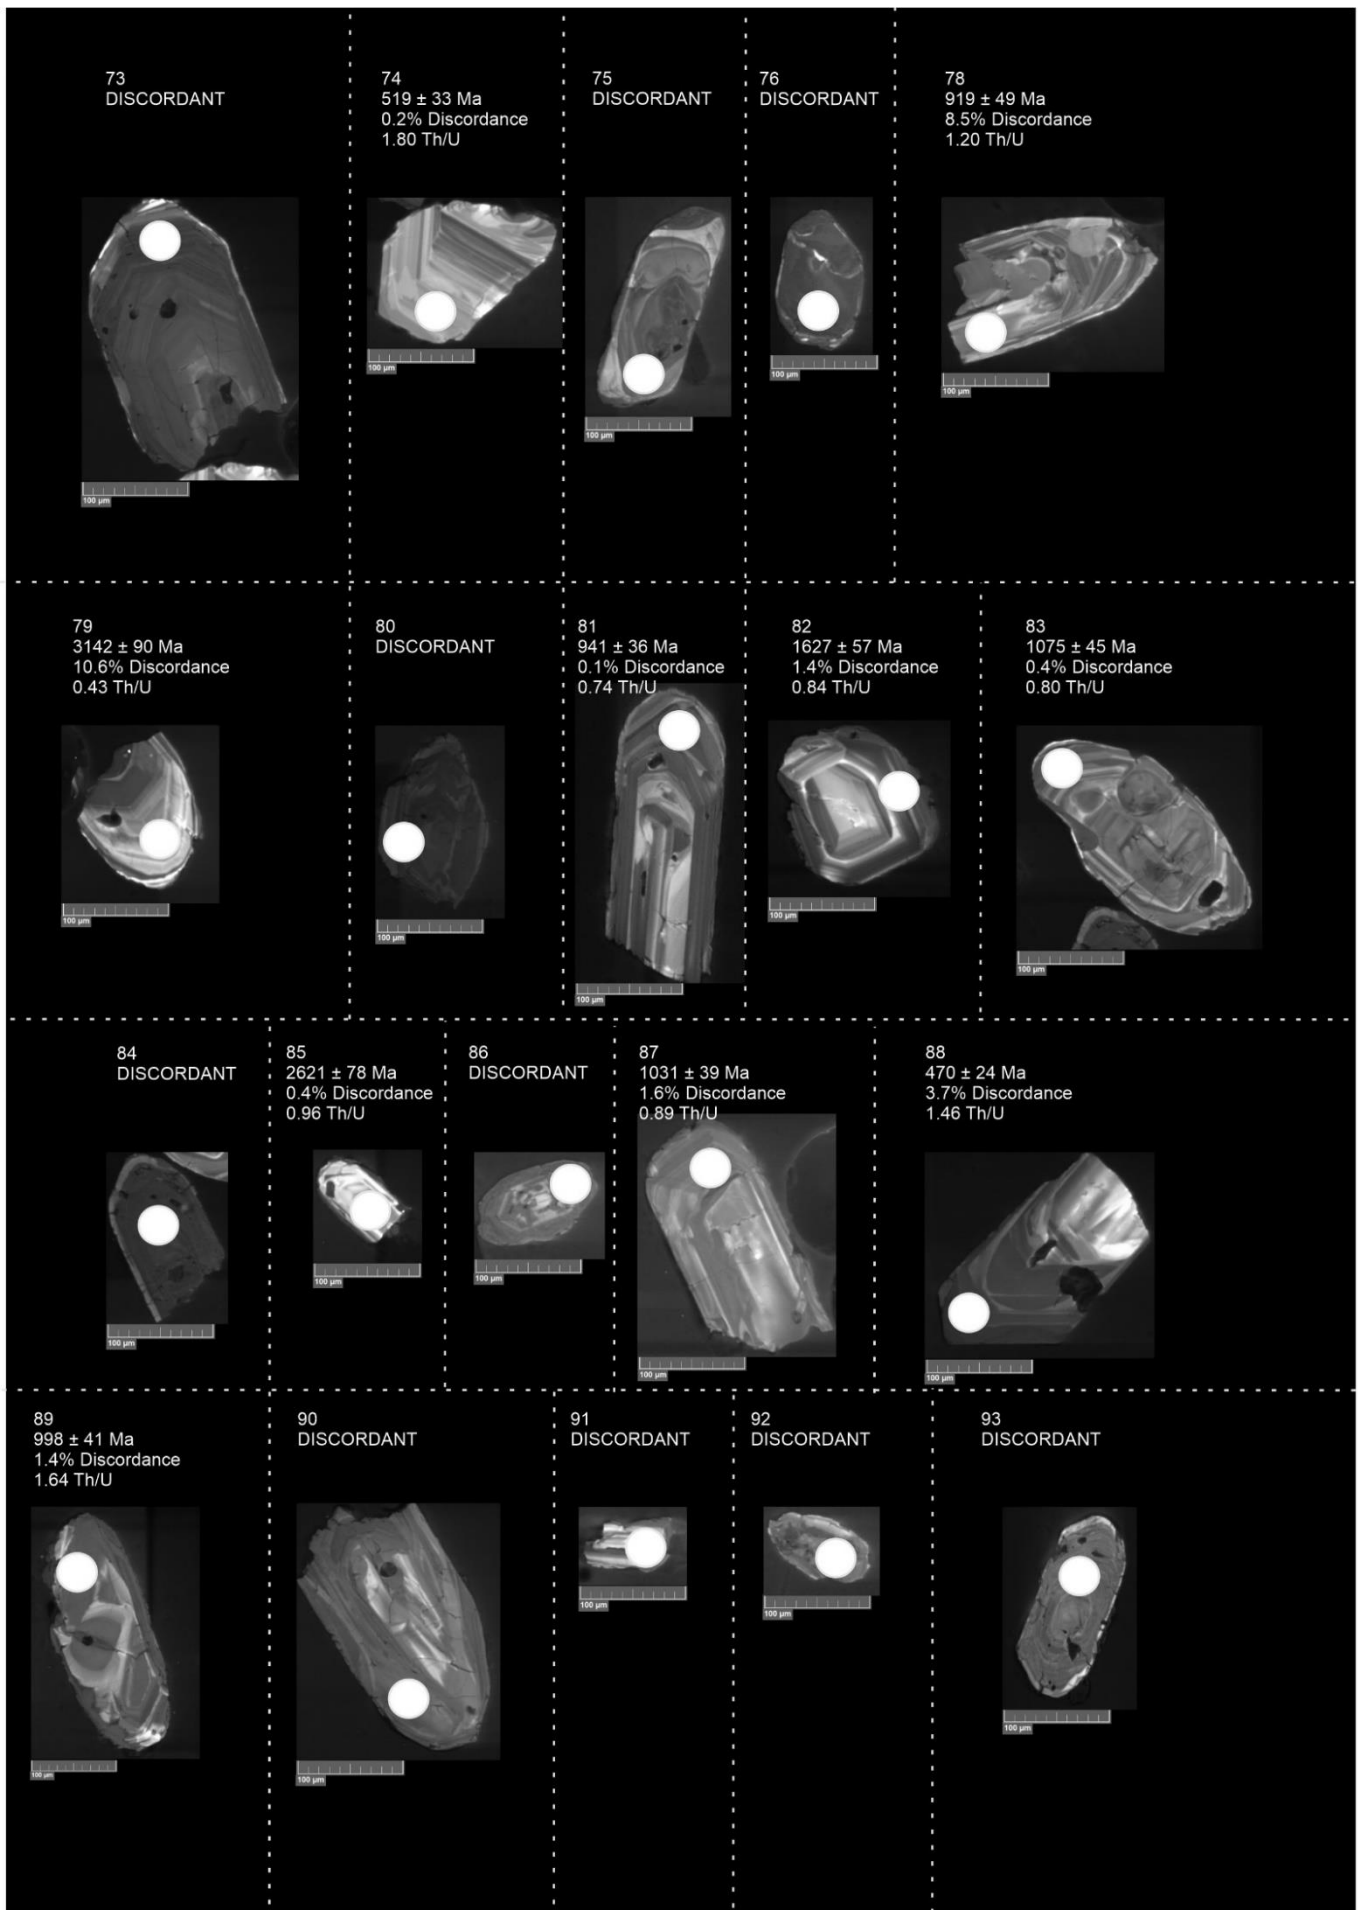 73
DISCORDANT
74
519 ± 33 Ma
0.2% Discordance
1.80 Th/U
75
DISCORDANT
76
DISCORDANT
78
919 ± 49 Ma
8.5% Discordance
1.20 Th/U
100 µm
100 µm
100 µm
100 µm
100 µm
79
3142 ± 90 Ma
10.6% Discordance
0.43 Th/U
80
DISCORDANT
81
941 ± 36 Ma
0.1% Discordance
0.74 Th/U
82
1627 ± 57 Ma
1.4% Discordance
0.84 Th/U
83
1075 ± 45 Ma
0.4% Discordance
0.80 Th/U
100 µm
100 µm
100 µm
100 µm
100 µm
84
DISCORDANT
85
2621 ± 78 Ma
0.4% Discordance
0.96 Th/U
86
DISCORDANT
87
1031 ± 39 Ma
1.6% Discordance
0.89 Th/U
88
470 ± 24 Ma
3.7% Discordance
1.46 Th/U
100 µm
100 µm
100 µm
100 µm
100 µm
89
998 ± 41 Ma
1.4% Discordance
1.64 Th/U
90
DISCORDANT
91
DISCORDANT
92
DISCORDANT
93
DISCORDANT
100 µm
100 µm
100 µm
100 µm
100 µm